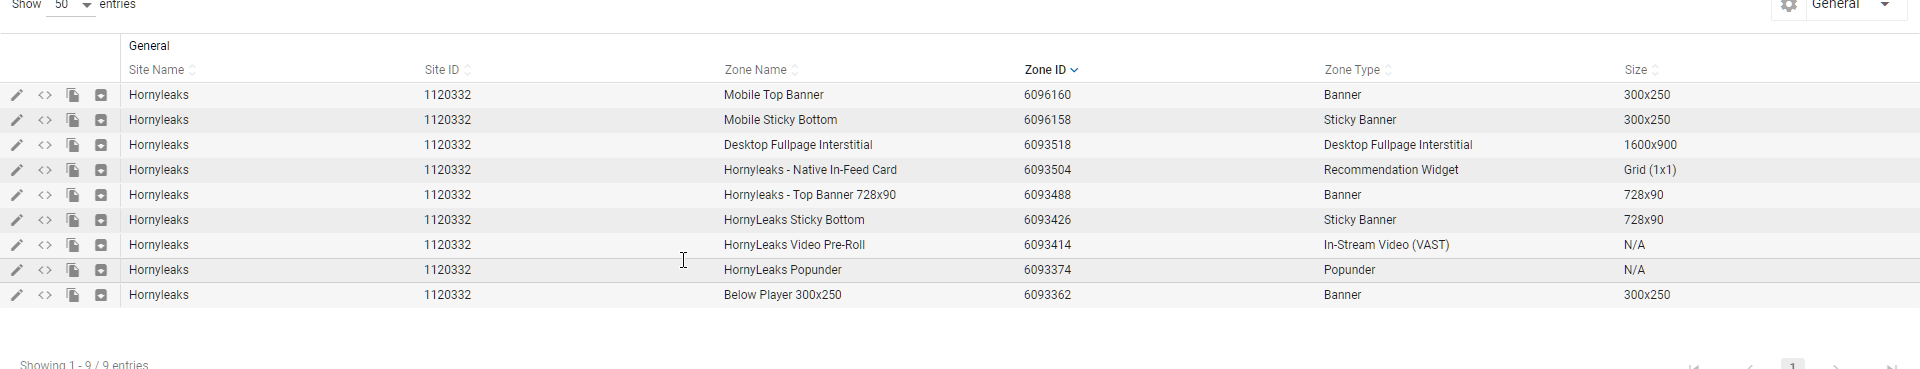 Show 50 entries General
General
Site Name Site ID Zone Name Zone ID Zone Type Size
Hornyleaks 1120332 Mobile Top Banner 6096160 Banner 300x250
Hornyleaks 1120332 Mobile Sticky Bottom 6096158 Sticky Banner 300x250
Hornyleaks 1120332 Desktop Fullpage Interstitial 6093518 Desktop Fullpage Interstitial 1600x900
Hornyleaks 1120332 Hornyleaks - Native In-Feed Card 6093504 Recommendation Widget Grid (1x1)
Hornyleaks 1120332 Hornyleaks - Top Banner 728x90 6093488 Banner 728x90
Hornyleaks 1120332 HornyLeaks Sticky Bottom 6093426 Sticky Banner 728x90
Hornyleaks 1120332 HornyLeaks Video Pre-Roll 6093414 In-Stream Video (VAST) N/A
Hornyleaks 1120332 HornyLeaks Popunder 6093374 Popunder N/A
Hornyleaks 1120332 Below Player 300x250 6093362 Banner 300x250
Showing 1 - 9 / 9 entries 1